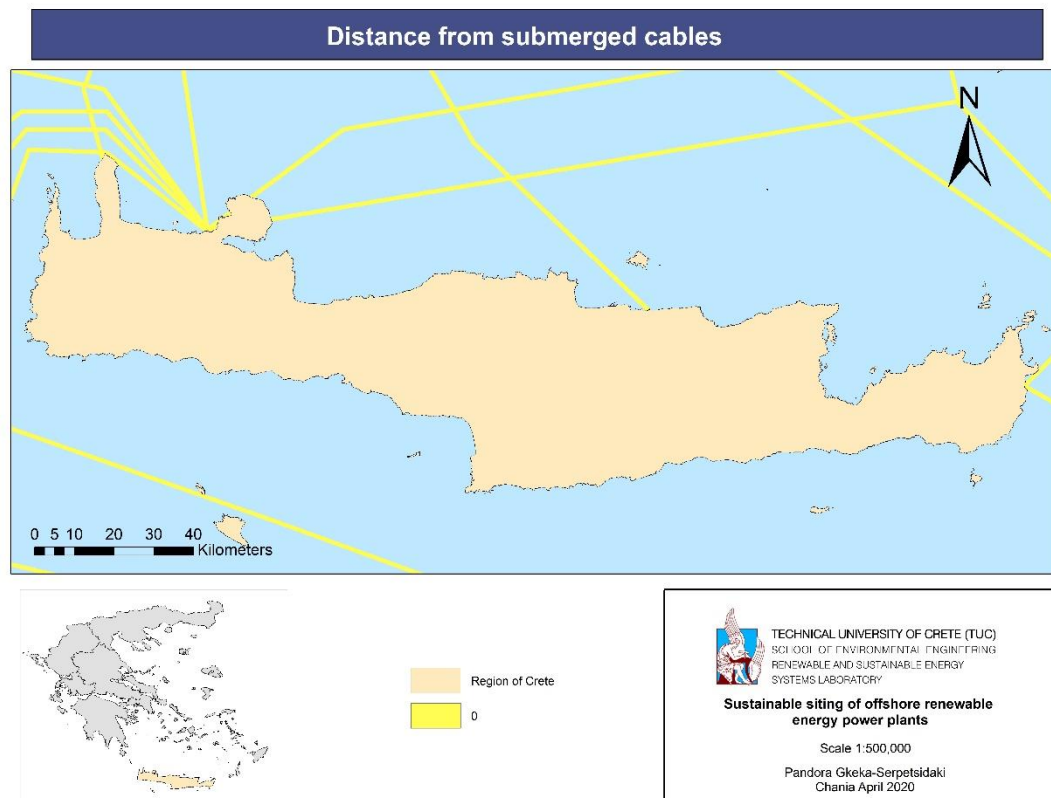 Distance from submerged cables
N
0 5 10 20 30 40
Kilometers
Region of Crete
0
TECHNICAL UNIVERSITY OF CRETE (TUC)
SCHOOL OF ENVIRONMENTAL ENGINEERING
RENEWABLE AND SUSTAINABLE ENERGY
SYSTEMS LABORATORY
Sustainable siting of offshore renewable
energy power plants
Scale 1:500,000
Pandora Gkeka-Serpetsidaki
Chania April 2020